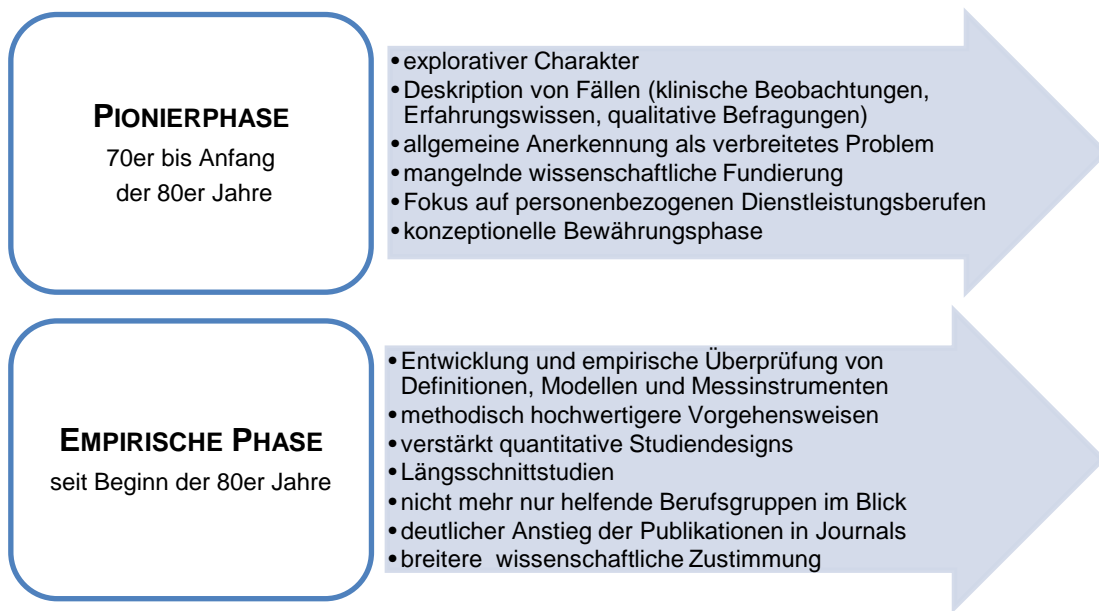 PIONIERPHASE
70er bis Anfang
der 80er Jahre
•explorativer Charakter
•Deskription von Fällen (klinische Beobachtungen,
Erfahrungswissen, qualitative Befragungen)
•allgemeine Anerkennung als verbreitetes Problem
•mangelnde wissenschaftliche Fundierung
•Fokus auf personenbezogenen Dienstleistungsberufen
•konzeptionelle Bewährungsphase
EMPIRISCHE PHASE
seit Beginn der 80er Jahre
•Entwicklung und empirische Überprüfung von
Definitionen, Modellen und Messinstrumenten
•methodisch hochwertigere Vorgehensweisen
•verstärkt quantitative Studiendesigns
•Längsschnittstudien
•nicht mehr nur helfende Berufsgruppen im Blick
•deutlicher Anstieg der Publikationen in Journals
•breitere wissenschaftliche Zustimmung